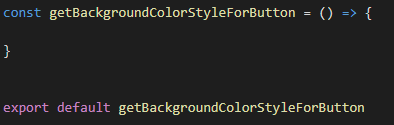 const getBackgroundColorStyleForButton = () => {
}
export default getBackgroundColorStyleForButton